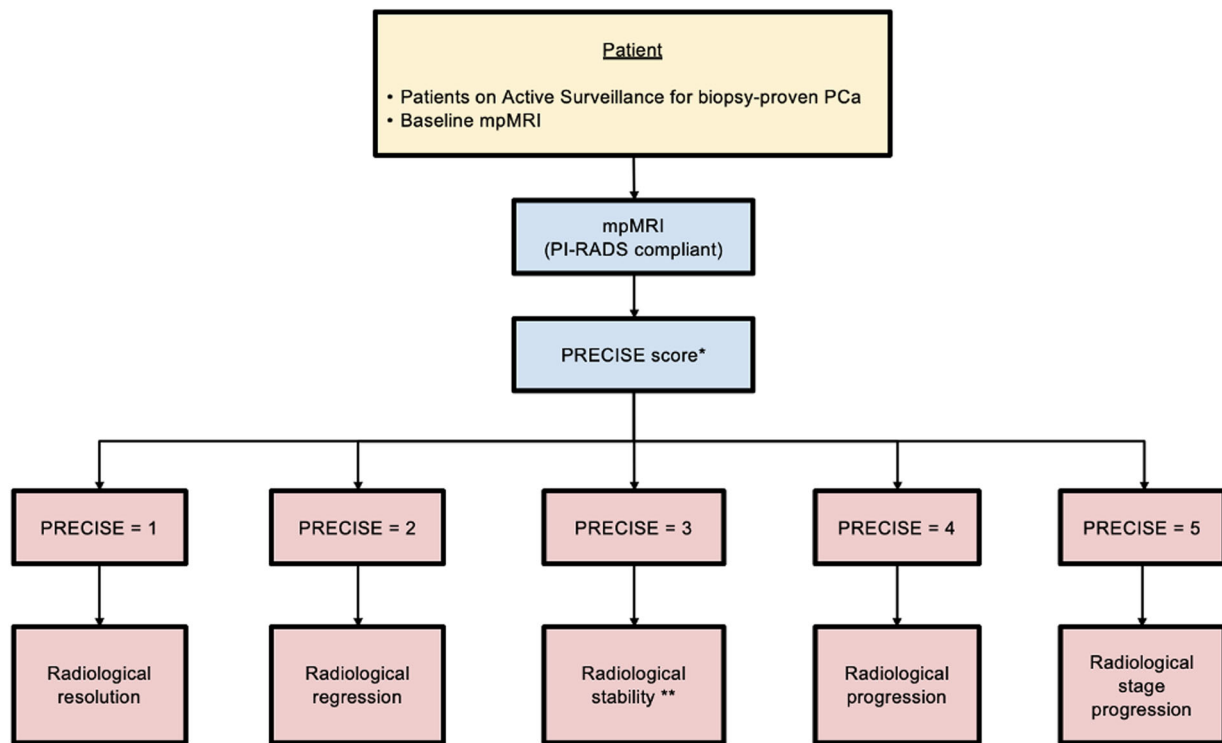 Patient
• Patients on Active Surveillance for biopsy-proven PCa
• Baseline mpMRI
mpMRI
(PI-RADS compliant)
PRECISE score*
PRECISE = 1
PRECISE = 2
PRECISE = 3
PRECISE = 4
PRECISE = 5
Radiological
resolution
Radiological
regression
Radiological
stability **
Radiological
progression
Radiological
stage
progression